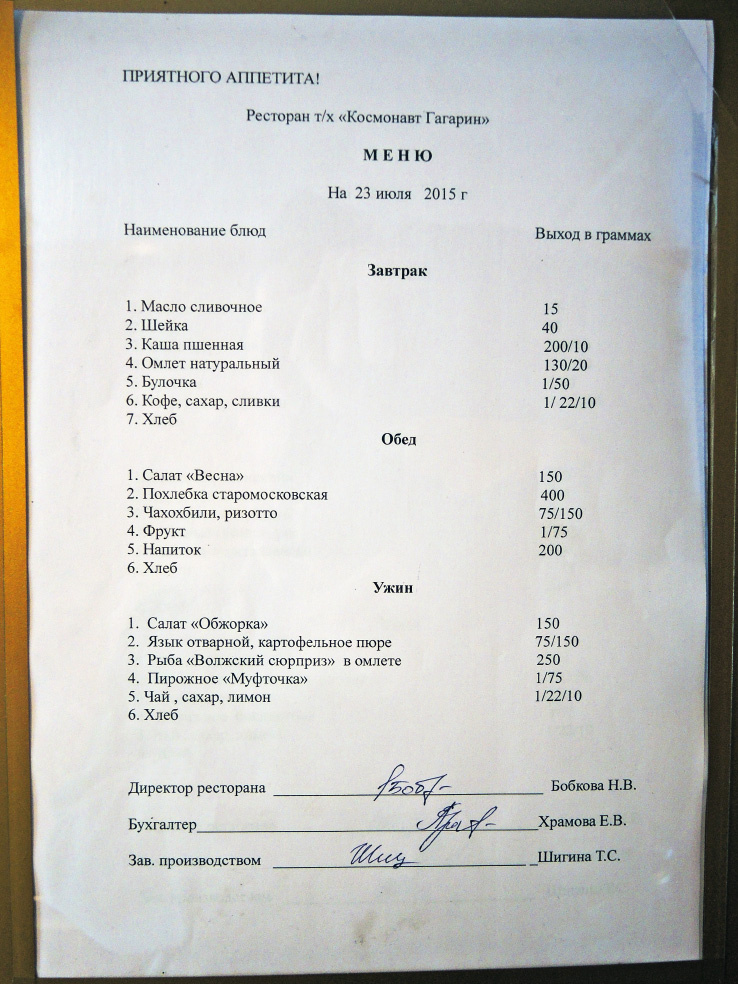 ПРИЯТНОГО АППЕТИТА!
Ресторан т/х «Космонавт Гагарин»
М Е Н Ю
На 23 июля 2015 г
Наименование блюд Выход в граммах
Завтрак
1. Масло сливочное 15
2. Шейка 40
3. Каша пшенная 200/10
4. Омлет натуральный 130/20
5. Булочка 1/50
6. Кофе, сахар, сливки 1/ 22/10
7. Хлеб
Обед
1. Салат «Весна» 150
2. Похлебка старомосковская 400
3. Чахохбили, ризотто 75/150
4. Фрукт 1/75
5. Напиток 200
6. Хлеб
Ужин
1. Салат «Обжорка» 150
2. Язык отварной, картофельное пюре 75/150
3. Рыба «Волжский сюрприз» в омлете 250
4. Пирожное «Муфточка» 1/75
5. Чай , сахар, лимон 1/22/10
6. Хлеб
Директор ресторана Бобкова Н.В.
Бухгалтер Храмова Е.В.
Зав. производством Шигина Т.С.